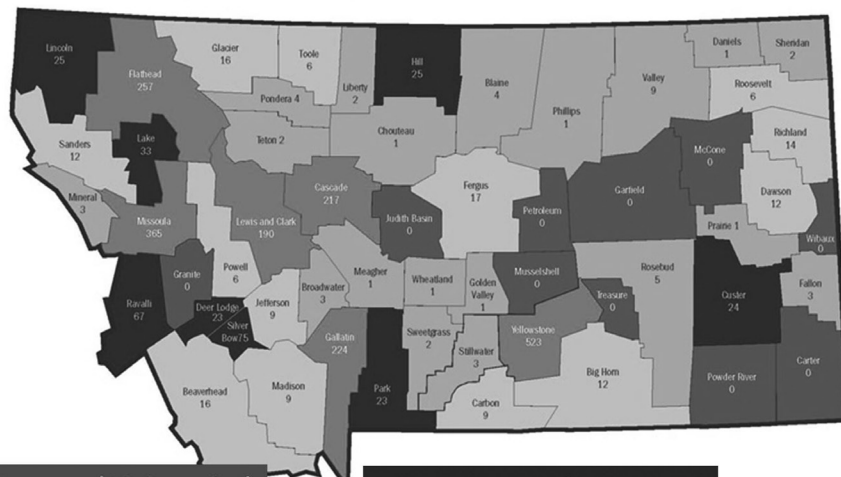 Lincoln
25
Flathead
257
Glacier
16
Toole
6
Liberty
2
Hill
25
Blaine
4
Phillips
1
Valley
9
Daniels
1
Sheridan
2
Roosevelt
6
Pondera 4
Teton 2
Chouteau
1
Sanders
12
Lake
33
Mineral
3
Missoula
365
Lewis and Clark
190
Cascade
217
Judith Basin
0
Fergus
17
Petroleum
0
Garfield
0
McCone
0
Richland
14
Dawson
12
Prairie 1
Wibaux
0
Powell
6
Granite
0
Ravalli
67
Deer Lodge
23
Silver
Bow75
Jefferson
9
Broadwater
3
Meagher
1
Wheatland
1
Golden
Valley
1
Musselshell
0
Treasure
0
Rosebud
5
Custer
24
Fallon
3
Gallatin
224
Park
23
Sweetgrass
2
Stillwater
3
Yellowstone
523
Big Horn
12
Powder River
0
Carter
0
Beaverhead
16
Madison
9
Carbon
9